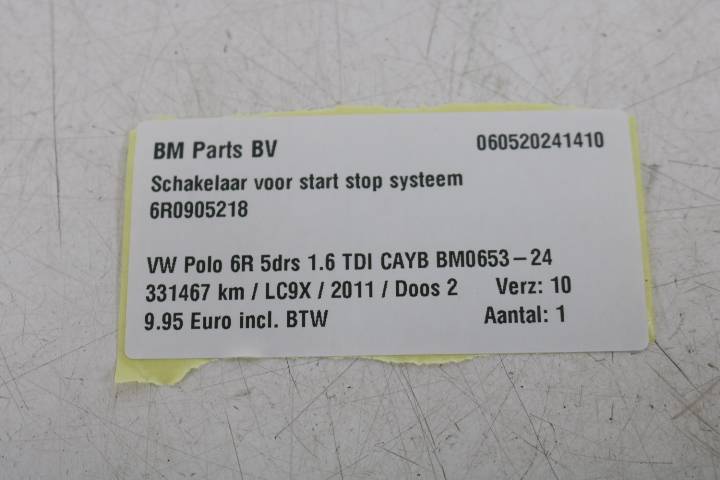 BM Parts BV 060520241410
Schakelaar voor start stop systeem
6R0905218
VW Polo 6R 5drs 1.6 TDI CAYB BM0653-24
331467 km / LC9X / 2011 / Doos 2 Verz: 10
9.95 Euro incl. BTW Aantal: 1